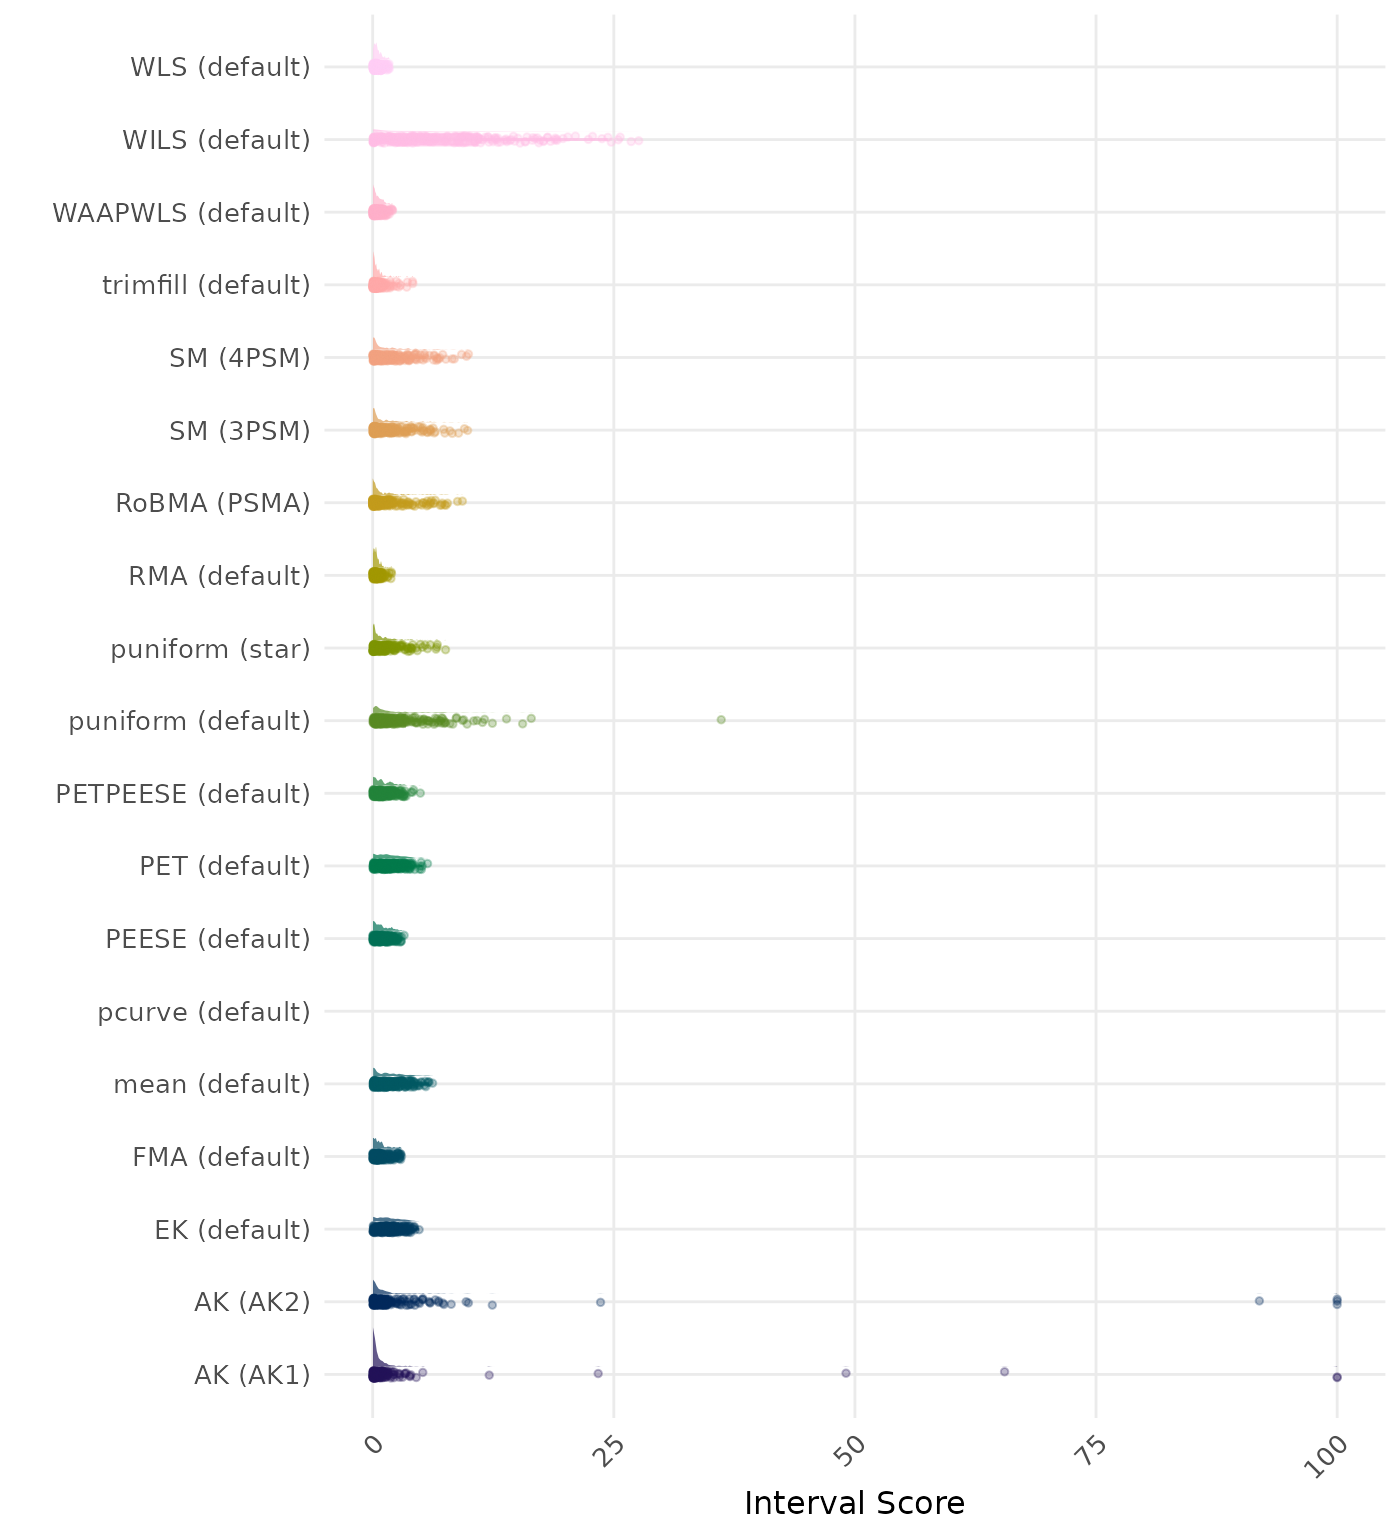 WLS (default)
WILS (default)
WAAPWLS (default)
trimfill (default)
SM (4PSM)
SM (3PSM)
RoBMA (PSMA)
RMA (default)
puniform (star)
puniform (default)
PETPEESE (default)
PET (default)
PEESE (default)
pcurve (default)
mean (default)
FMA (default)
EK (default)
AK (AK2)
AK (AK1)
0
25
50
75
100
Interval Score